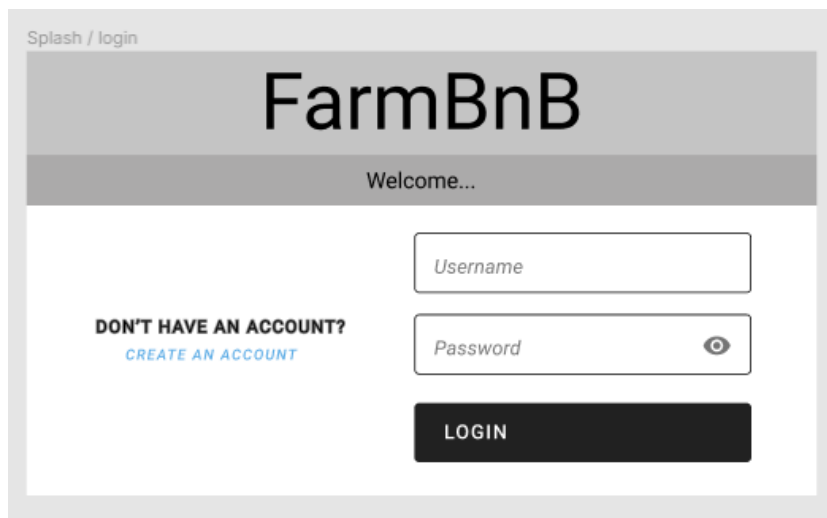 Splash / login
FarmBnB
Welcome...
Username
DON'T HAVE AN ACCOUNT?
CREATE AN ACCOUNT
Password
LOGIN